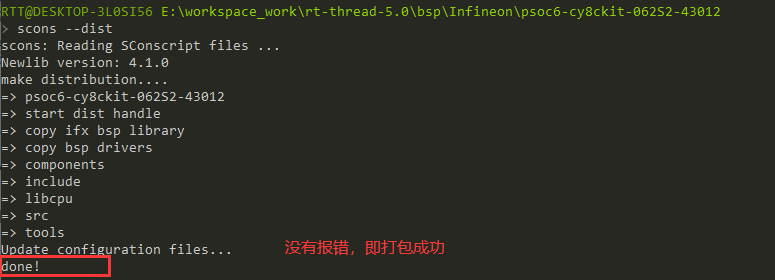 RTT@DESKTOP-3L0SI56 E:\workspace_work\rt-thread-5.0\bsp\Infineon\psoc6-cy8ckit-062S2-43012
> scons --dist
scons: Reading SConscript files ...
Newlib version: 4.1.0
make distribution....
=> psoc6-cy8ckit-062S2-43012
=> start dist handle
=> copy ifx bsp library
=> copy bsp drivers
=> components
=> include
=> libcpu
=> src
=> tools
Update configuration files...
没有报错，即打包成功
done!